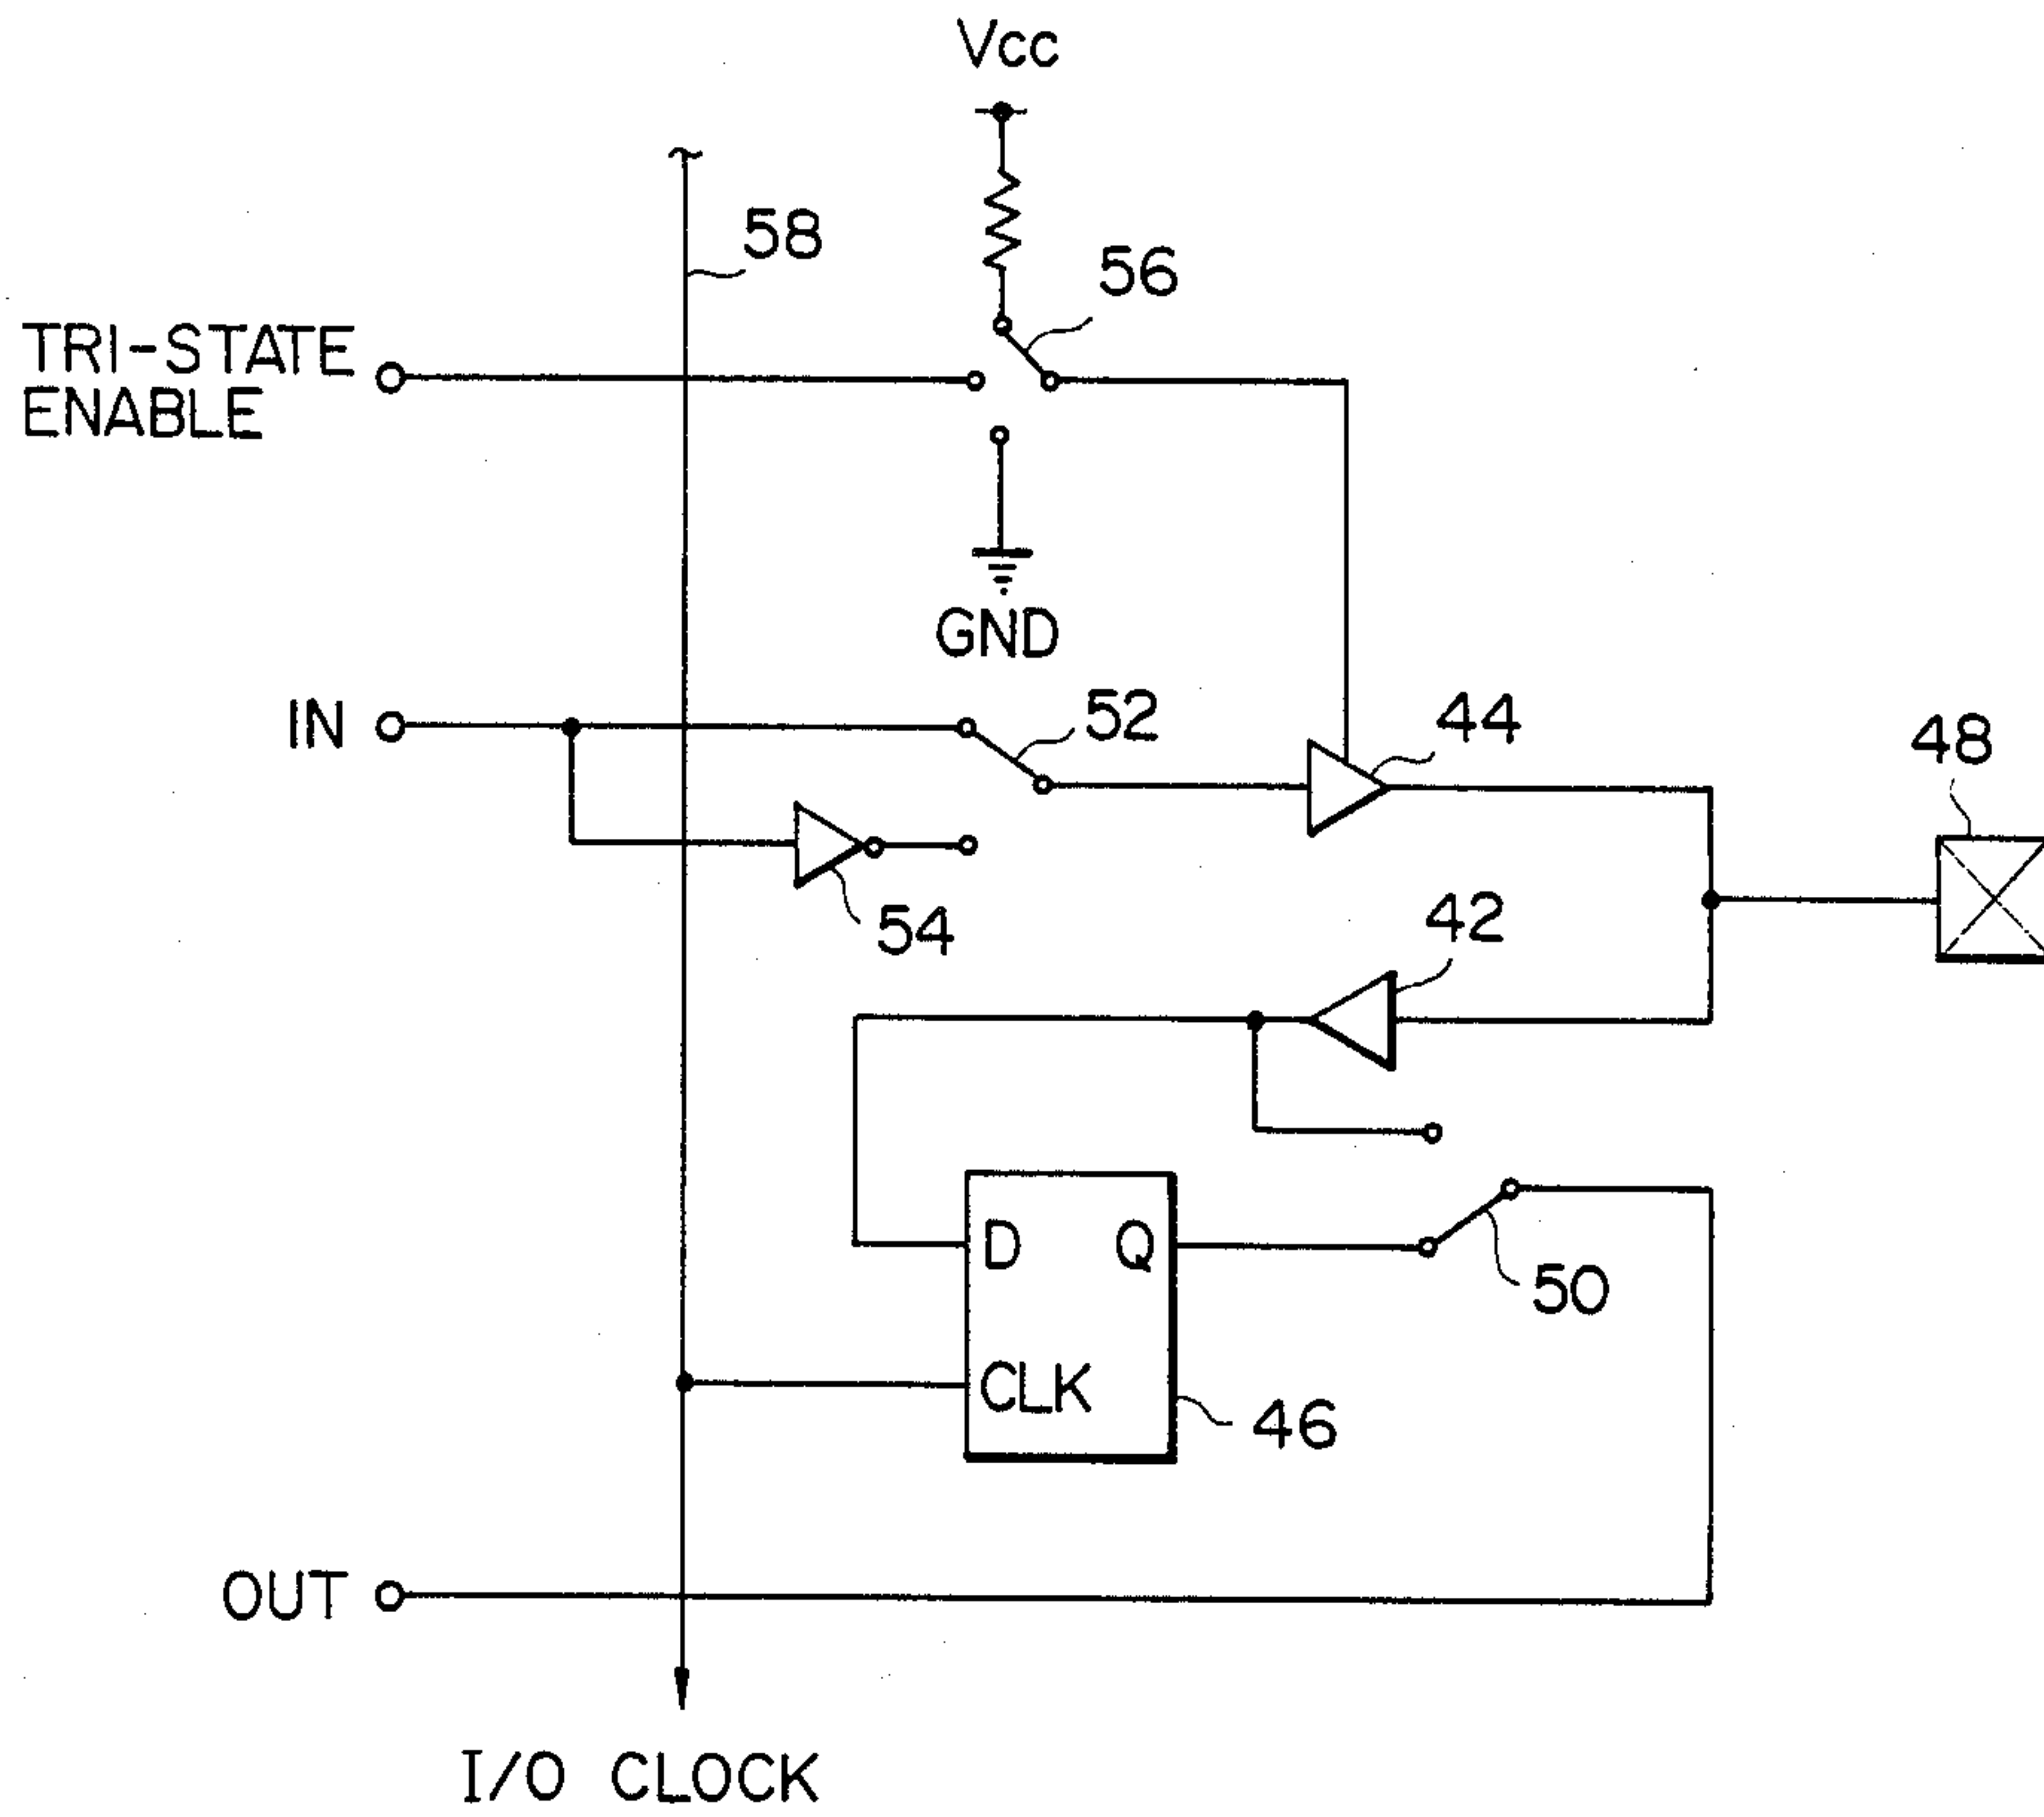 Vcc
58
56
TRI-STATE
ENABLE
GND
52
44
IN
48
54
42
D
Q
50
CLK
46
OUT
I/O CLOCK